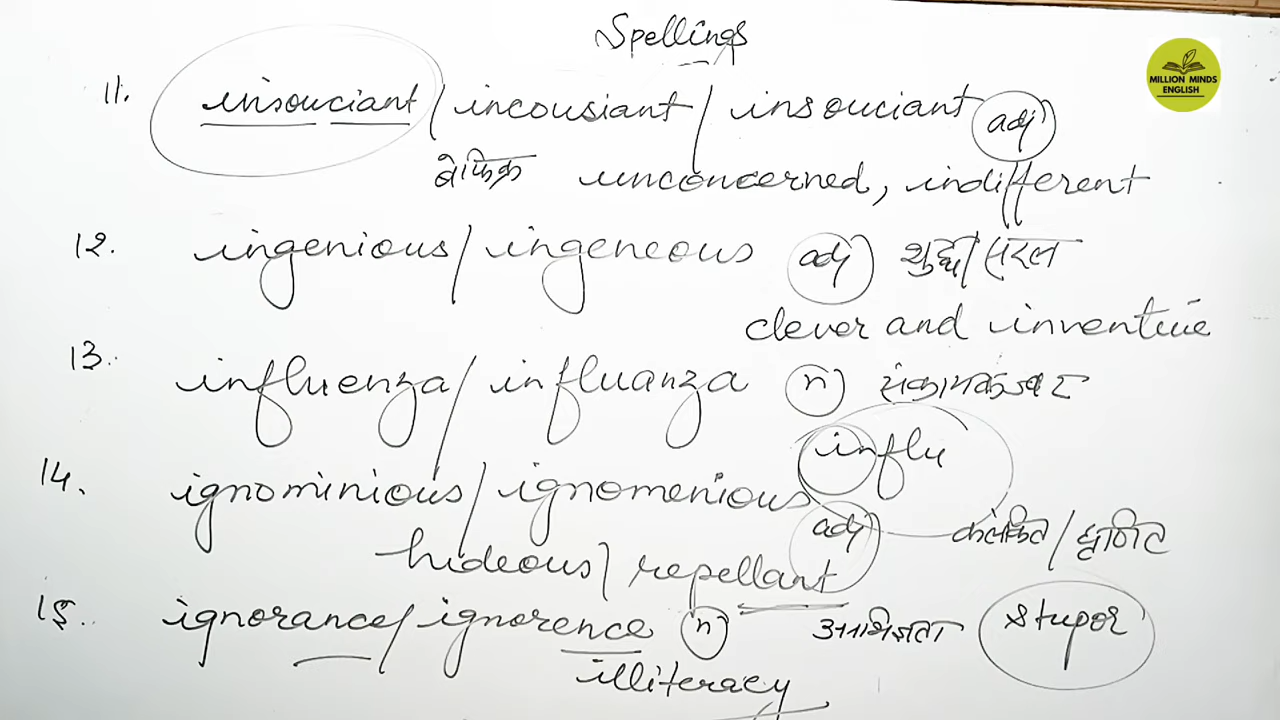 Spellings
MILLION MINDS
ENGLISH
11. insouciant / incousiant / insouciant adj
बेफिक्र unconcerned, indifferent
12. ingenious / ingeneous adj शुद्ध / सरल
clever and inventive
13. influenza / influanza n संक्रामक ज्वर
influ
14. ignominious / ignomenious adj कलंकित / घृणित
hideous / repellant
15. ignorance / ignorence n अनभिज्ञता stupor
illiteracy